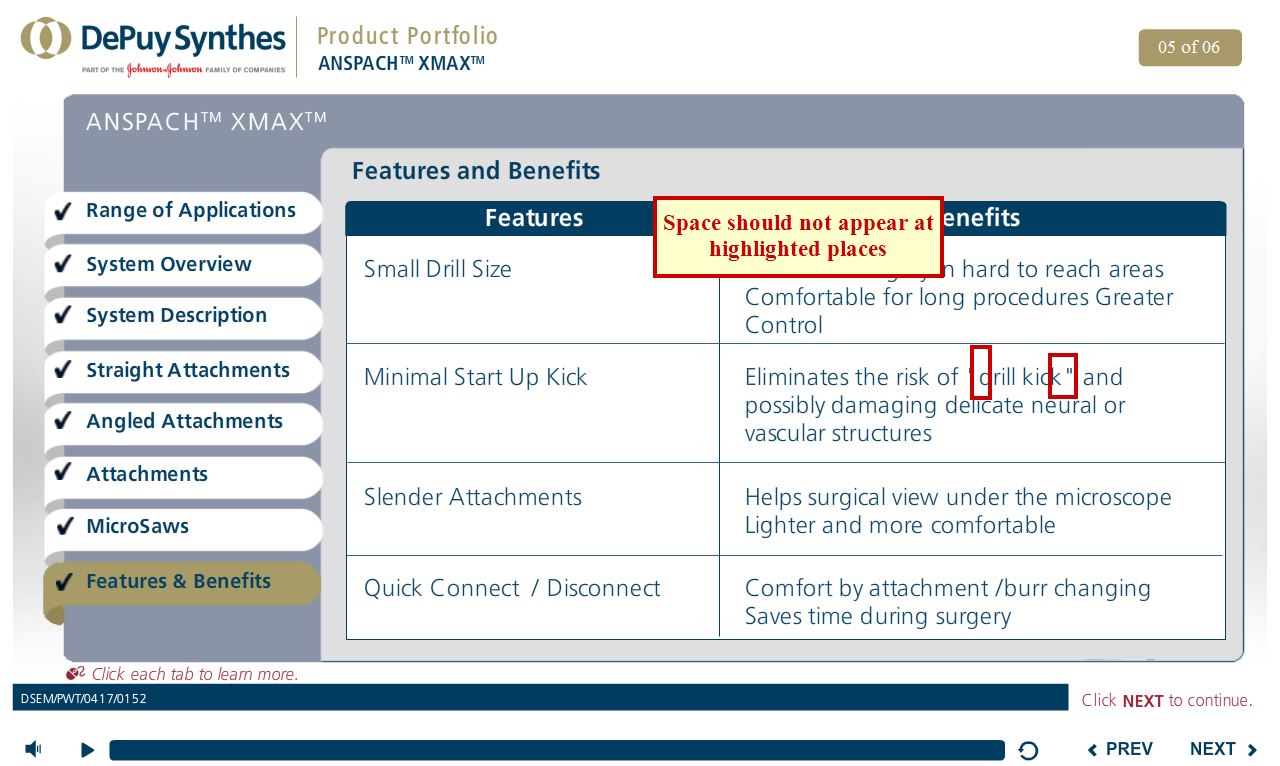 DePuy Synthes
PART OF THE Johnson & Johnson FAMILY OF COMPANIES
Product Portfolio
ANSPACH™ XMAX™
05 of 06
ANSPACH™ XMAX™
Range of Applications
System Overview
System Description
Straight Attachments
Angled Attachments
Attachments
MicroSaws
Features & Benefits
Features and Benefits
Features
Space should not appear at
highlighted places
Small Drill Size
hard to reach areas
Comfortable for long procedures Greater
Control
Minimal Start Up Kick
Eliminates the risk of " drill kick " and
possibly damaging delicate neural or
vascular structures
Slender Attachments
Helps surgical view under the microscope
Lighter and more comfortable
Quick Connect / Disconnect
Comfort by attachment /burr changing
Saves time during surgery
Click each tab to learn more.
DSEM/PWT/0417/0152
Click NEXT to continue.
PREV
NEXT